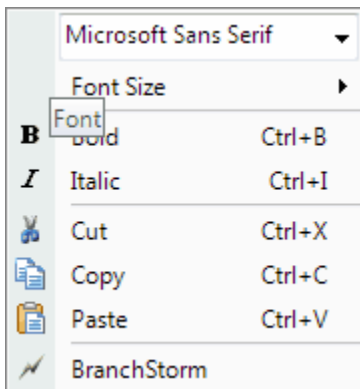 Microsoft Sans Serif
Font Size
Font
B Bold Ctrl+B
I Italic Ctrl+I
Cut Ctrl+X
Copy Ctrl+C
Paste Ctrl+V
BranchStorm